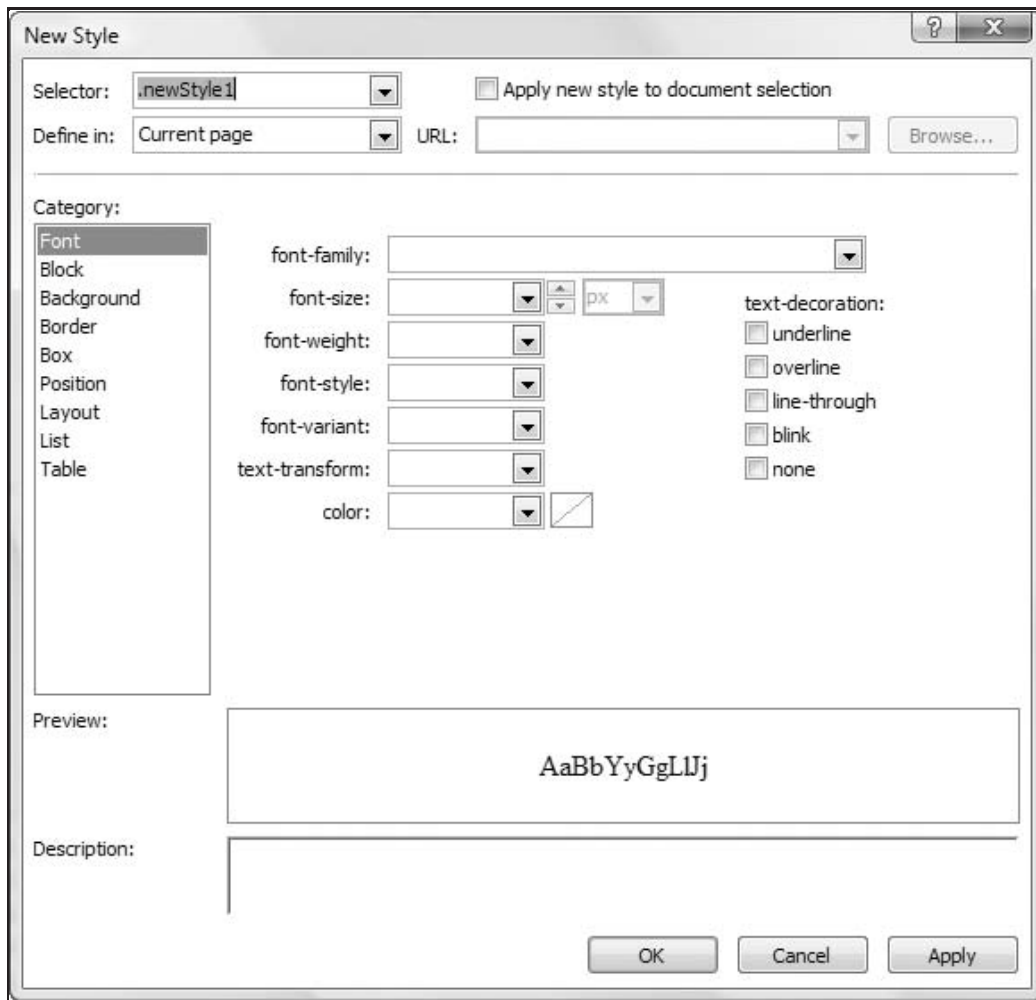 New Style
Selector: .newStyle1 Apply new style to document selection
Define in: Current page URL: Browse...
Category:
Font
Block
Background
Border
Box
Position
Layout
List
Table
font-family:
font-size: px
font-weight:
font-style:
font-variant:
text-transform:
color:
text-decoration:
underline
overline
line-through
blink
none
Preview:
AaBbYyGgLlJj
Description:
OK Cancel Apply